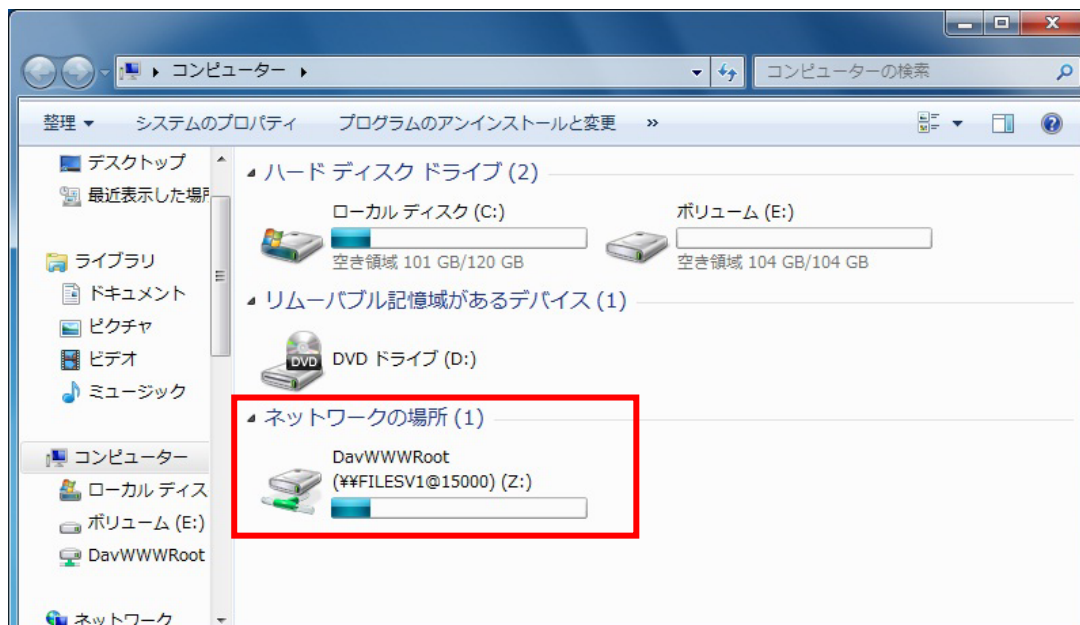 コンピューター
コンピューターの検索
整理
システムのプロパティ
プログラムのアンインストールと変更
»
デスクトップ
最近表示した場所
ライブラリ
ドキュメント
ピクチャ
ビデオ
ミュージック
コンピューター
ローカル ディス
ボリューム (E:)
DavWWWRoot
ネットワーク
ハード ディスク ドライブ (2)
ローカル ディスク (C:)
空き領域 101 GB/120 GB
ボリューム (E:)
空き領域 104 GB/104 GB
リムーバブル記憶域があるデバイス (1)
DVD
DVD ドライブ (D:)
ネットワークの場所 (1)
DavWWWRoot
(¥¥FILESV1@15000) (Z:)